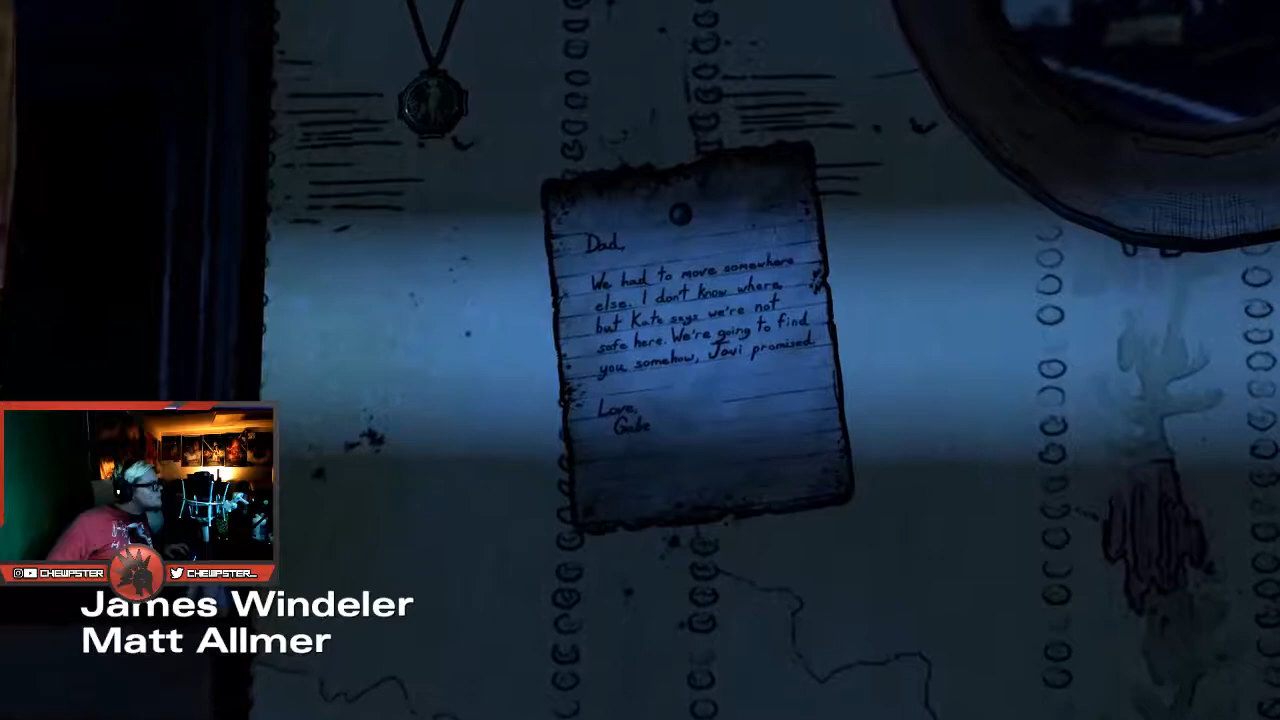 Dad,
We had to move somewhere
else. I don't know where
but Kate says we're not
safe here. We're going to find
you somehow, Javi promised.
Love,
Gabe
CHEWPSTER
CHEWPSTER_
James Windeler
Matt Allmer